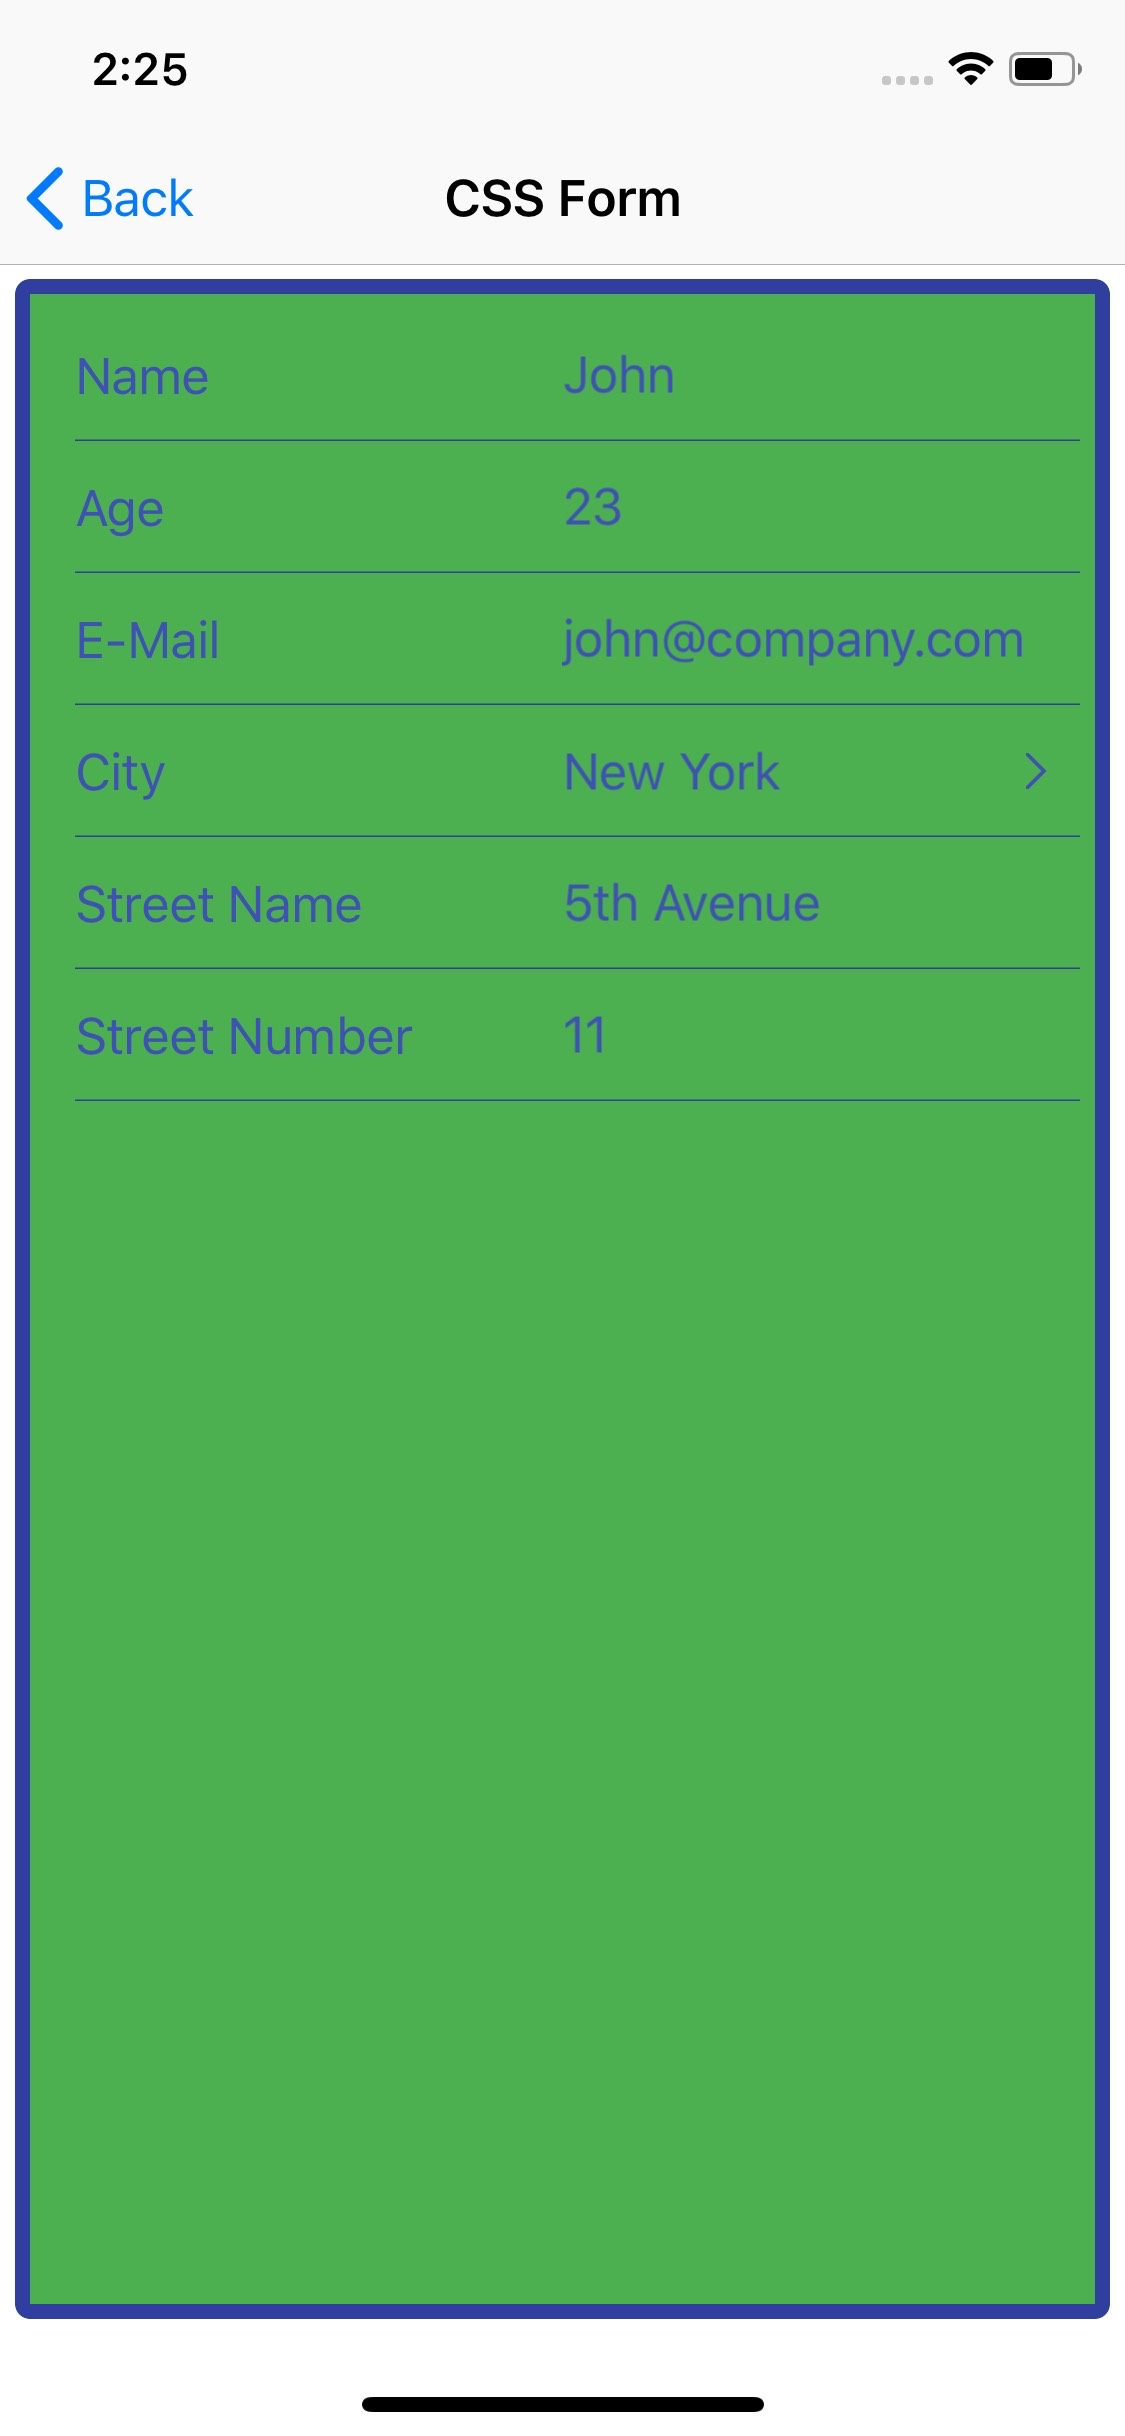 2:25
Back CSS Form
Name John
Age 23
E-Mail john@company.com
City New York
Street Name 5th Avenue
Street Number 11